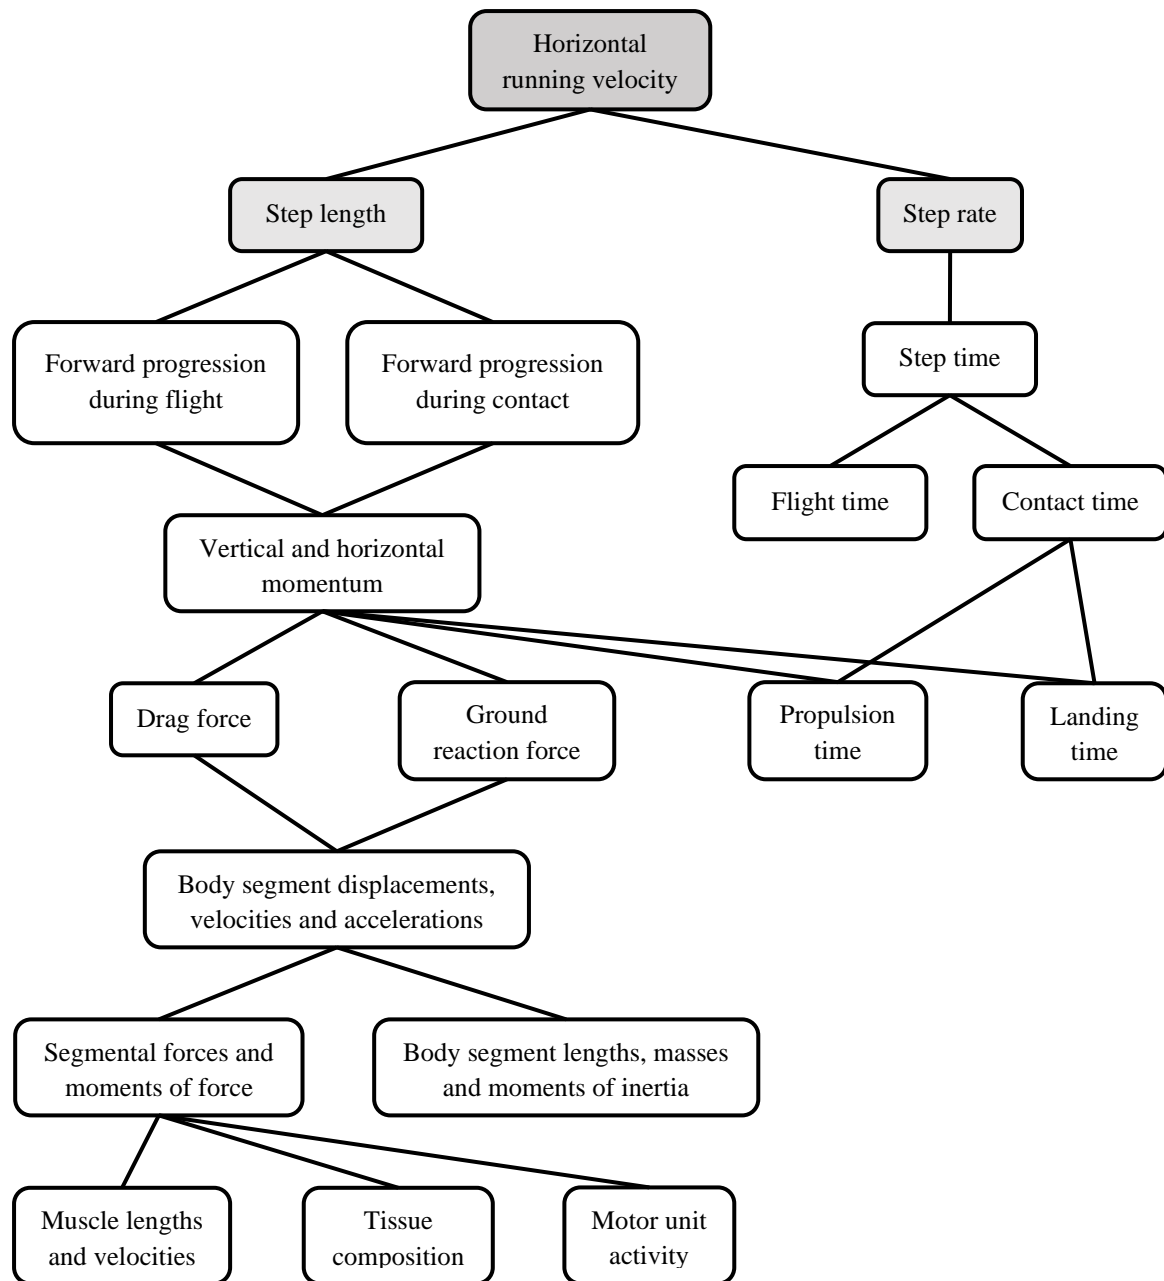 Horizontal
running velocity
Step length
Step rate
Forward progression
during flight
Forward progression
during contact
Step time
Flight time
Contact time
Vertical and horizontal
momentum
Drag force
Ground
reaction force
Propulsion
time
Landing
time
Body segment displacements,
velocities and accelerations
Segmental forces and
moments of force
Body segment lengths, masses
and moments of inertia
Muscle lengths
and velocities
Tissue
composition
Motor unit
activity